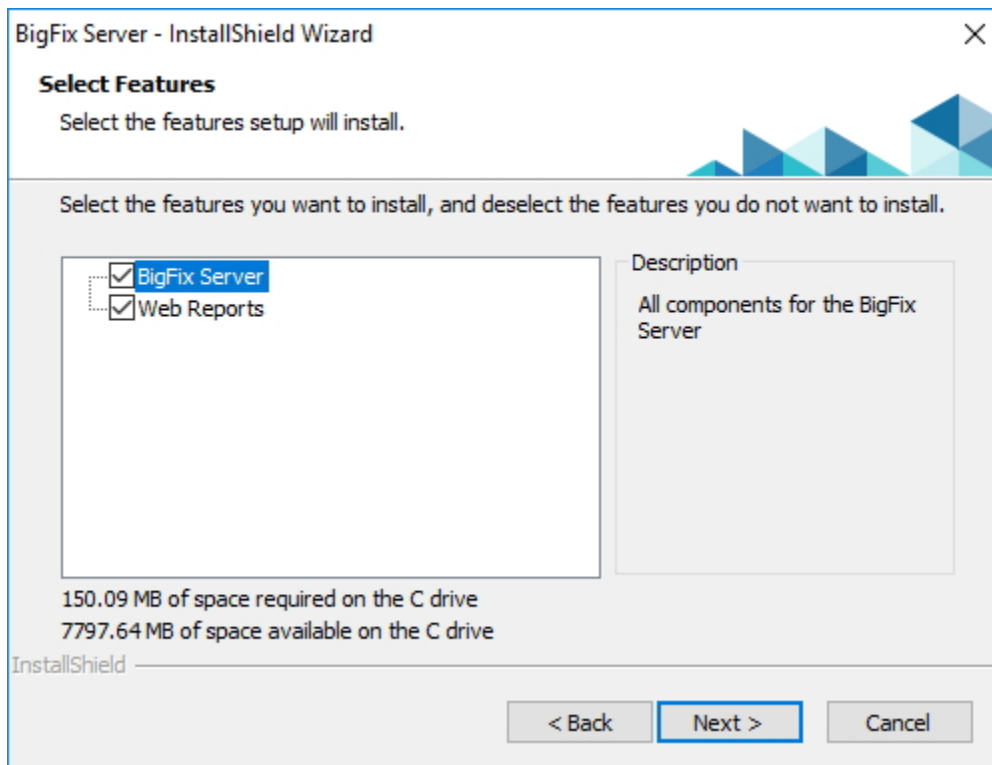 BigFix Server - InstallShield Wizard
Select Features
Select the features setup will install.
Select the features you want to install, and deselect the features you do not want to install.
BigFix Server
Web Reports
Description
All components for the BigFix
Server
150.09 MB of space required on the C drive
7797.64 MB of space available on the C drive
InstallShield
< Back
Next >
Cancel